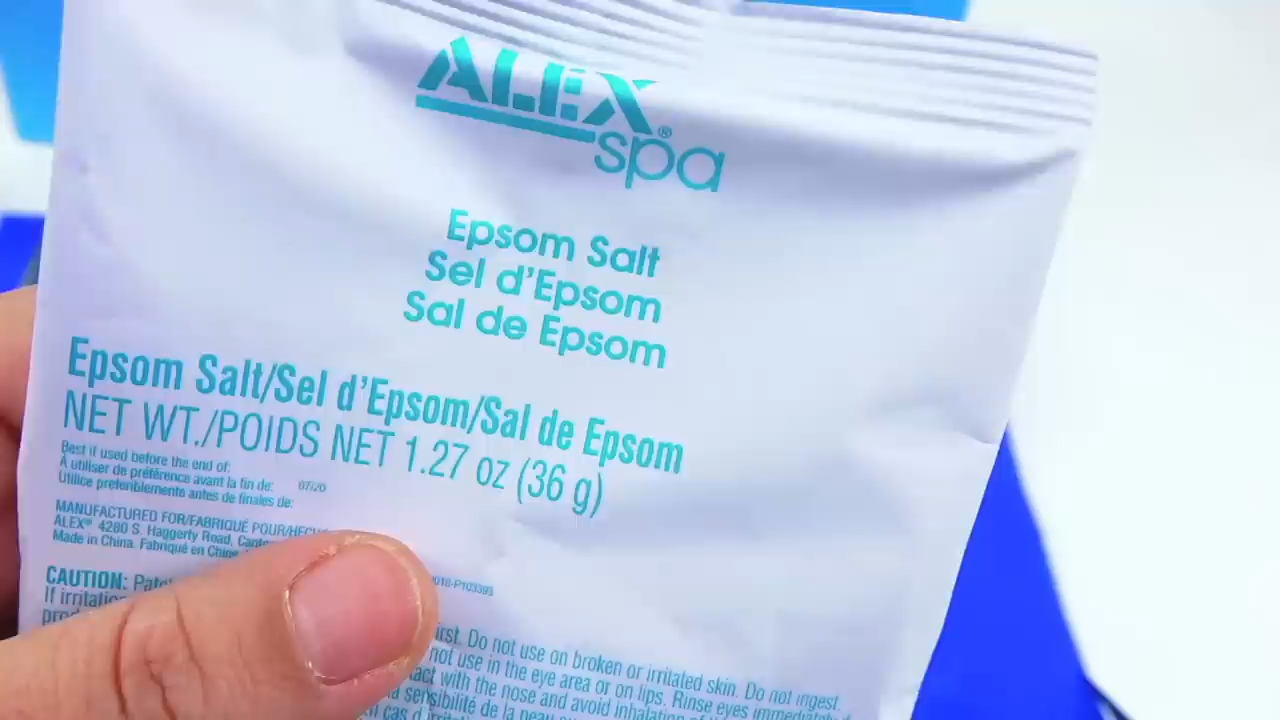 ALEX®
spa
Epsom Salt
Sel d'Epsom
Sal de Epsom
Epsom Salt/Sel d'Epsom/Sal de Epsom
NET WT./POIDS NET 1.27 oz (36 g)
Best if used before the end of:
À utiliser de préférence avant la fin de: 07/20
Utilice preferiblemente antes de finales de:
MANUFACTURED FOR/FABRIQUÉ POUR/
ALEX® 4280 S. Haggerty Road,
Made in China. Fabriqué en
CAUTION: irst. Do not use on broken or irritated skin. Do not ingest.
If not use in the eye area or on lips. Rinse eyes immediately
with the nose and avoid inhalation of
sensibilité de la peau
cas